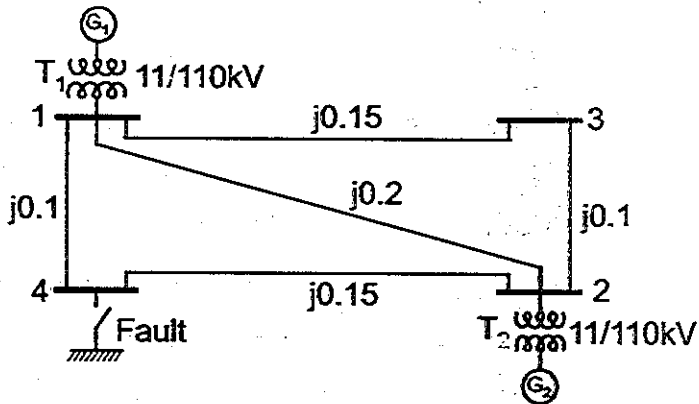 G₁
T₁ 11/110kV
1
j0.15
3
j0.1
j0.2
j0.1
4
j0.15
2
Fault
T₂ 11/110kV
G₂